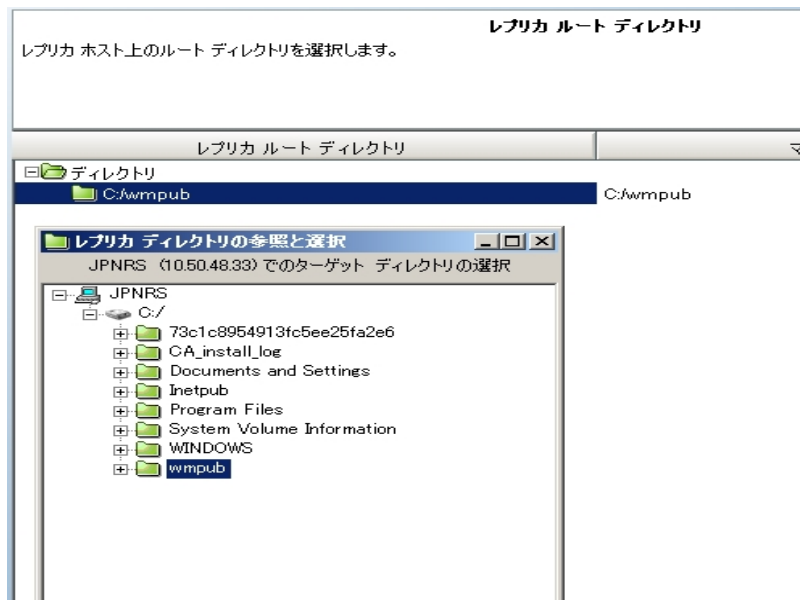 レプリカ ルート ディレクトリ
レプリカ ホスト上のルート ディレクトリを選択します。
レプリカ ルート ディレクトリ
ディレクトリ
C:/wmpub C:/wmpub
レプリカ ディレクトリの参照と選択
JPNRS (10.50.48.33) でのターゲット ディレクトリの選択
JPNRS
C:/
73c1c8954913fc5ee25fa2e6
CA_install_log
Documents and Settings
Inetpub
Program Files
System Volume Information
WINDOWS
wmpub